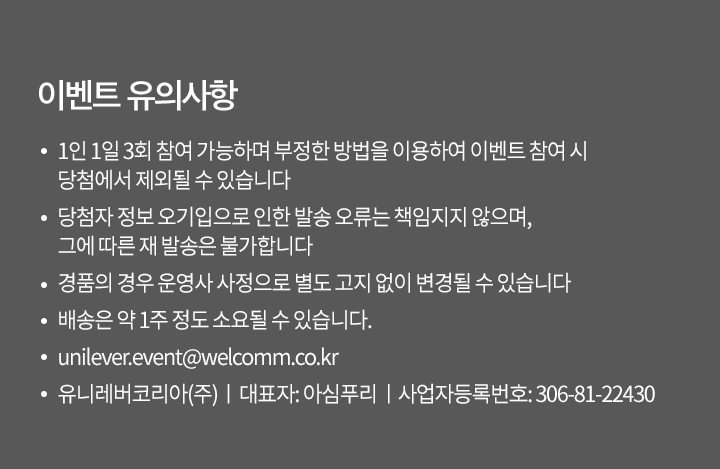 이벤트 유의사항
• 1인 1일 3회 참여 가능하며 부정한 방법을 이용하여 이벤트 참여 시
당첨에서 제외될 수 있습니다
• 당첨자 정보 오기입으로 인한 발송 오류는 책임지지 않으며,
그에 따른 재 발송은 불가합니다
• 경품의 경우 운영사 사정으로 별도 고지 없이 변경될 수 있습니다
• 배송은 약 1주 정도 소요될 수 있습니다.
• unilever.event@welcomm.co.kr
• 유니레버코리아(주)ㅣ대표자: 아심푸리ㅣ사업자등록번호: 306-81-22430